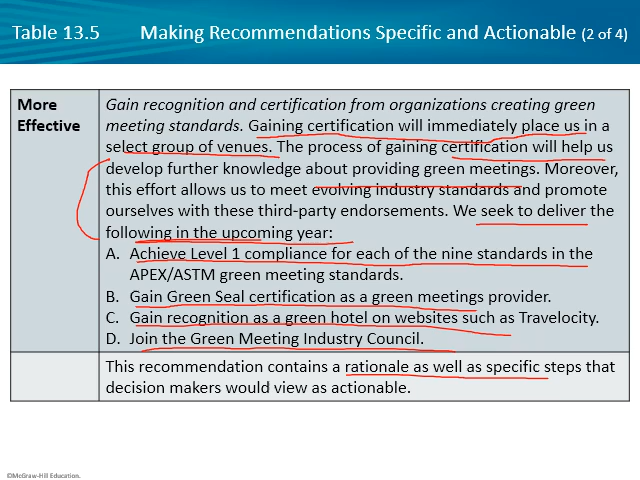 Table 13.5 Making Recommendations Specific and Actionable (2 of 4)
More
Effective
Gain recognition and certification from organizations creating green
meeting standards. Gaining certification will immediately place us in a
select group of venues. The process of gaining certification will help us
develop further knowledge about providing green meetings. Moreover,
this effort allows us to meet evolving industry standards and promote
ourselves with these third-party endorsements. We seek to deliver the
following in the upcoming year:
A. Achieve Level 1 compliance for each of the nine standards in the
APEX/ASTM green meeting standards.
B. Gain Green Seal certification as a green meetings provider.
C. Gain recognition as a green hotel on websites such as Travelocity.
D. Join the Green Meeting Industry Council.
This recommendation contains a rationale as well as specific steps that
decision makers would view as actionable.
©McGraw-Hill Education.